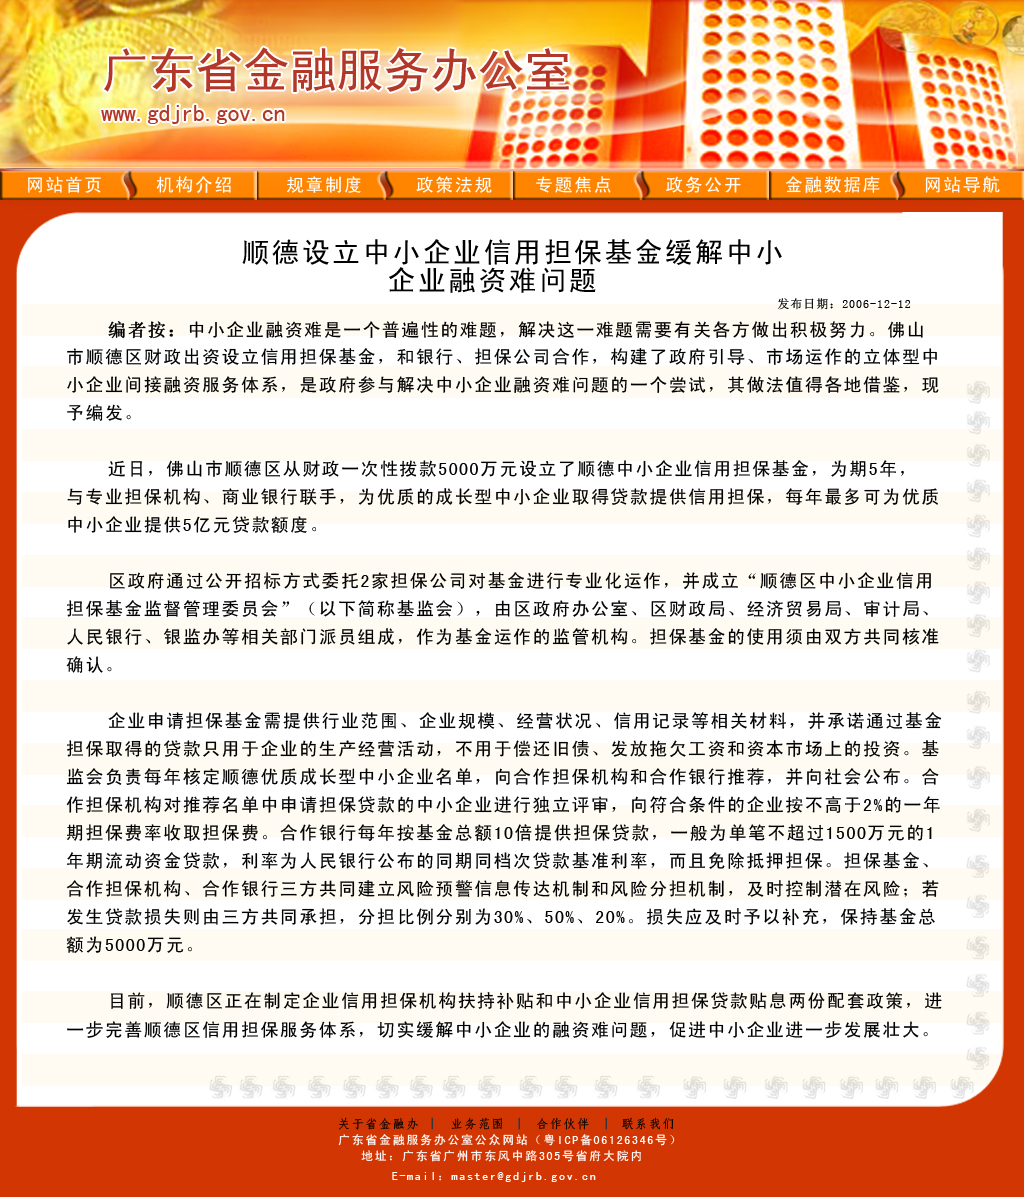 广东省金融服务办公室
www.gdjrb.gov.cn
网站首页 机构介绍 规章制度 政策法规 专题焦点 政务公开 金融数据库 网站导航
顺德设立中小企业信用担保基金缓解中小
企业融资难问题
发布日期：2006-12-12
编者按：中小企业融资难是一个普遍性的难题，解决这一难题需要有关各方做出积极努力。佛山
市顺德区财政出资设立信用担保基金，和银行、担保公司合作，构建了政府引导、市场运作的立体型中
小企业间接融资服务体系，是政府参与解决中小企业融资难问题的一个尝试，其做法值得各地借鉴，现
予编发。
近日，佛山市顺德区从财政一次性拨款5000万元设立了顺德中小企业信用担保基金，为期5年，
与专业担保机构、商业银行联手，为优质的成长型中小企业取得贷款提供信用担保，每年最多可为优质
中小企业提供5亿元贷款额度。
区政府通过公开招标方式委托2家担保公司对基金进行专业化运作，并成立“顺德区中小企业信用
担保基金监督管理委员会”（以下简称基监会），由区政府办公室、区财政局、经济贸易局、审计局、
人民银行、银监办等相关部门派员组成，作为基金运作的监管机构。担保基金的使用须由双方共同核准
确认。
企业申请担保基金需提供行业范围、企业规模、经营状况、信用记录等相关材料，并承诺通过基金
担保取得的贷款只用于企业的生产经营活动，不用于偿还旧债、发放拖欠工资和资本市场上的投资。基
监会负责每年核定顺德优质成长型中小企业名单，向合作担保机构和合作银行推荐，并向社会公布。合
作担保机构对推荐名单中申请担保贷款的中小企业进行独立评审，向符合条件的企业按不高于2%的一年
期担保费率收取担保费。合作银行每年按基金总额10倍提供担保贷款，一般为单笔不超过1500万元的1
年期流动资金贷款，利率为人民银行公布的同期同档次贷款基准利率，而且免除抵押担保。担保基金、
合作担保机构、合作银行三方共同建立风险预警信息传达机制和风险分担机制，及时控制潜在风险；若
发生贷款损失则由三方共同承担，分担比例分别为30%、50%、20%。损失应及时予以补充，保持基金总
额为5000万元。
目前，顺德区正在制定企业信用担保机构扶持补贴和中小企业信用担保贷款贴息两份配套政策，进
一步完善顺德区信用担保服务体系，切实缓解中小企业的融资难问题，促进中小企业进一步发展壮大。
关于省金融办 | 业务范围 | 合作伙伴 | 联系我们
广东省金融服务办公室公众网站（粤ICP备06126346号）
地址：广东省广州市东风中路305号省府大院内
E-mail：master@gdjrb.gov.cn